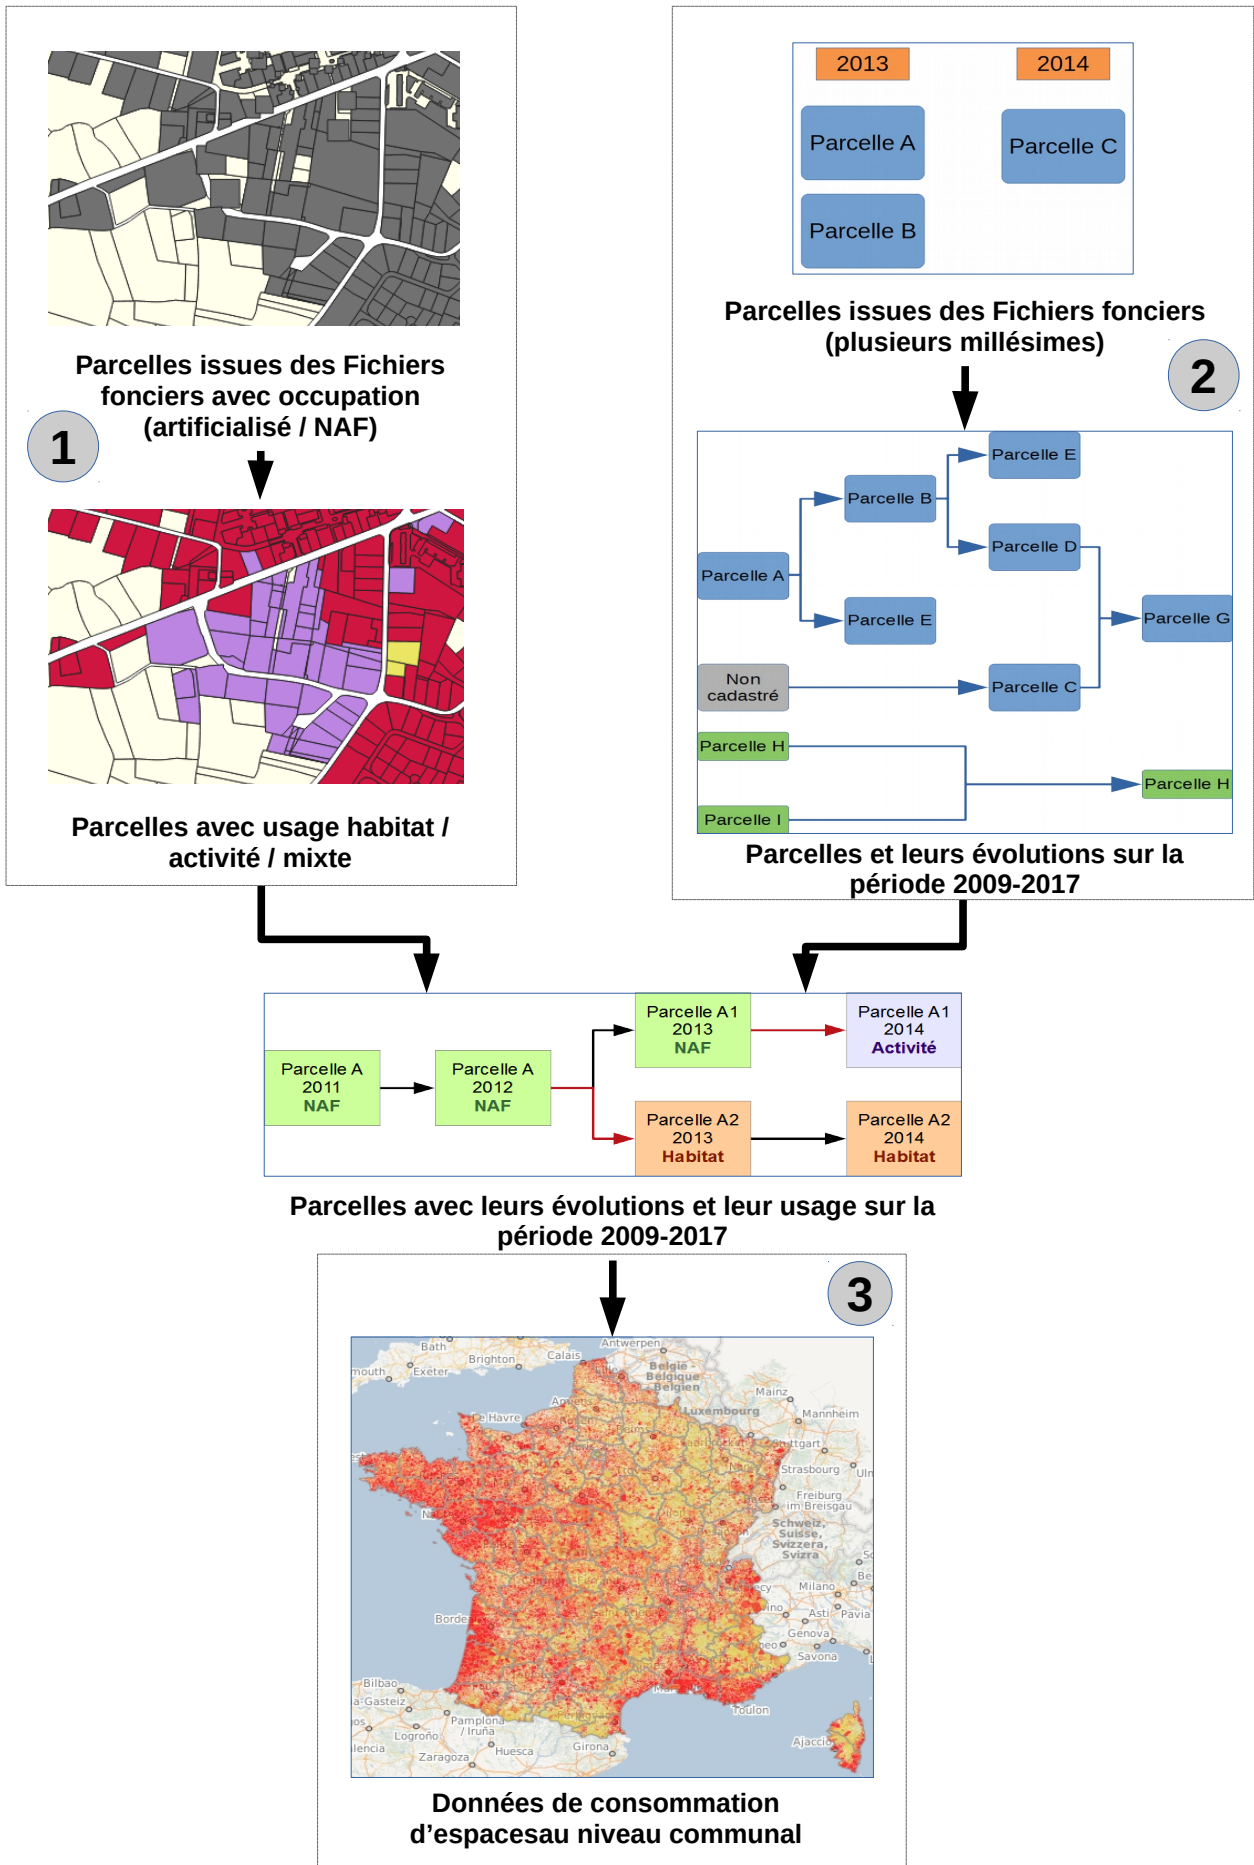 Parcelles issues des Fichiers
fonciers avec occupation
(artificialisé / NAF)
1
Parcelles avec usage habitat /
activité / mixte
2013
2014
Parcelle A
Parcelle C
Parcelle B
Parcelles issues des Fichiers fonciers
(plusieurs millésimes)
2
Parcelle E
Parcelle B
Parcelle D
Parcelle A
Parcelle E
Parcelle G
Non
cadastré
Parcelle C
Parcelle H
Parcelle H
Parcelle I
Parcelles et leurs évolutions sur la
période 2009-2017
Parcelle A
2011
NAF
Parcelle A
2012
NAF
Parcelle A1
2013
NAF
Parcelle A1
2014
Activité
Parcelle A2
2013
Habitat
Parcelle A2
2014
Habitat
Parcelles avec leurs évolutions et leur usage sur la
période 2009-2017
3
Bath
Antwerpen
Brighton
Calais
mouth
Exeter
België -
Belgique
Belgien
Mainz
Luxembourg
Mannheim
Le Havre
Stuttgart
Strasbourg
Ulm
Freiburg
im Breisgau
Schweiz,
Suisse,
Svizzera,
Svizra
Milano
Asti
Pavia
Genova
Savona
Toulon
Bilbao
a-Gasteiz
Pamplona
/ Iruña
Logroño
Huesca
Zaragoza
Girona
Ajaccio
Données de consommation
d'espacesau niveau communal